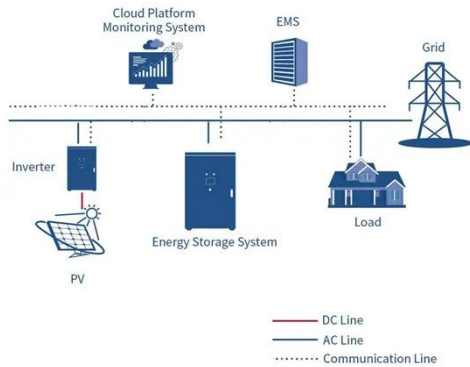 Cloud Platform
Monitoring System
EMS
Grid
Inverter
Energy Storage System
Load
PV
DC Line
AC Line
Communication Line